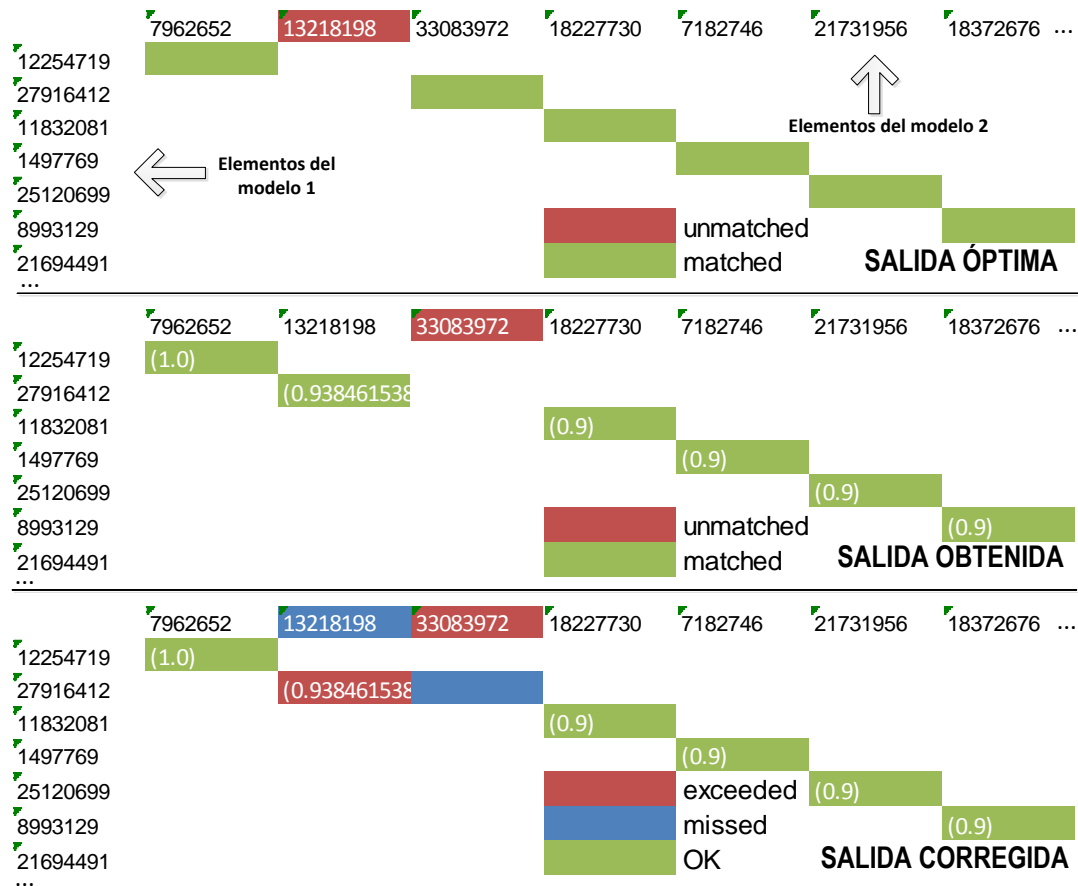 7962652 13218198 33083972 18227730 7182746 21731956 18372676 ...
12254719
27916412
11832081
Elementos del modelo 2
1497769
Elementos del
modelo 1
25120699
8993129 unmatched
21694491 matched SALIDA ÓPTIMA
...
7962652 13218198 33083972 18227730 7182746 21731956 18372676 ...
12254719 (1.0)
27916412 (0.938461538
11832081 (0.9)
1497769 (0.9)
25120699 (0.9)
8993129 unmatched (0.9)
21694491 matched SALIDA OBTENIDA
...
7962652 13218198 33083972 18227730 7182746 21731956 18372676 ...
12254719 (1.0)
27916412 (0.938461538
11832081 (0.9)
1497769 (0.9)
25120699 exceeded (0.9)
8993129 missed (0.9)
21694491 OK SALIDA CORREGIDA
...